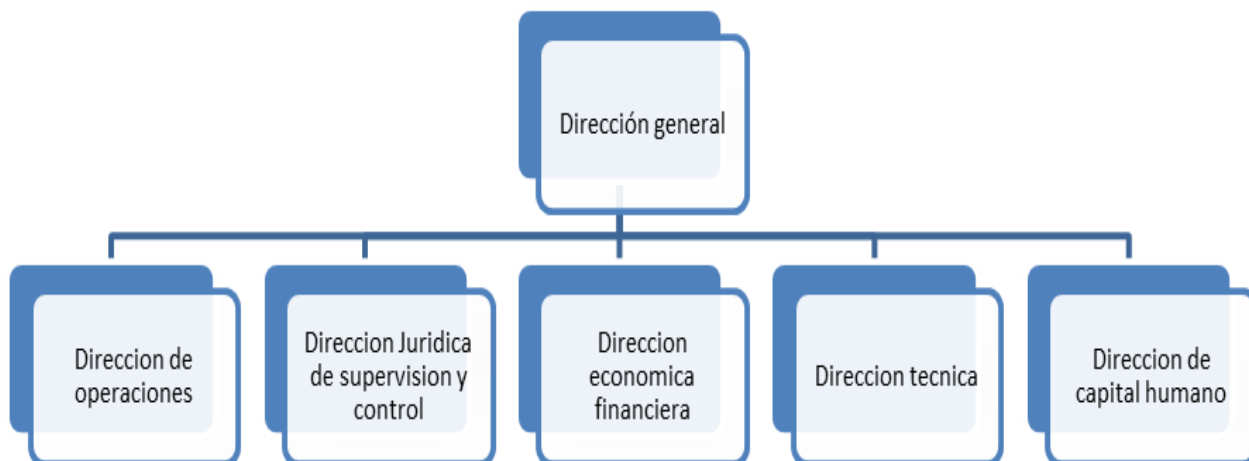 Dirección general
Direccion de
operaciones
Direccion Juridica
de supervision y
control
Direccion
economica
financiera
Direccion tecnica
Direccion de
capital humano